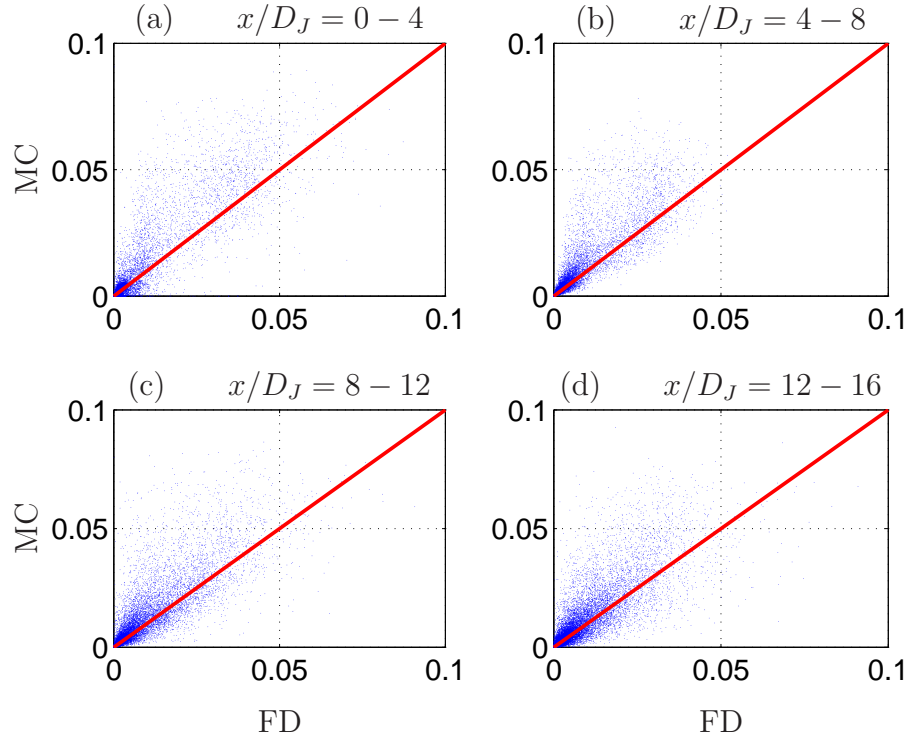 (a) x/D_J = 0 − 4
(b) x/D_J = 4 − 8
0.1
0.05
0
MC
0 0.05 0.1
0.1
0.05
0
0 0.05 0.1
(c) x/D_J = 8 − 12
(d) x/D_J = 12 − 16
0.1
0.05
0
MC
0 0.05 0.1
FD
0.1
0.05
0
0 0.05 0.1
FD